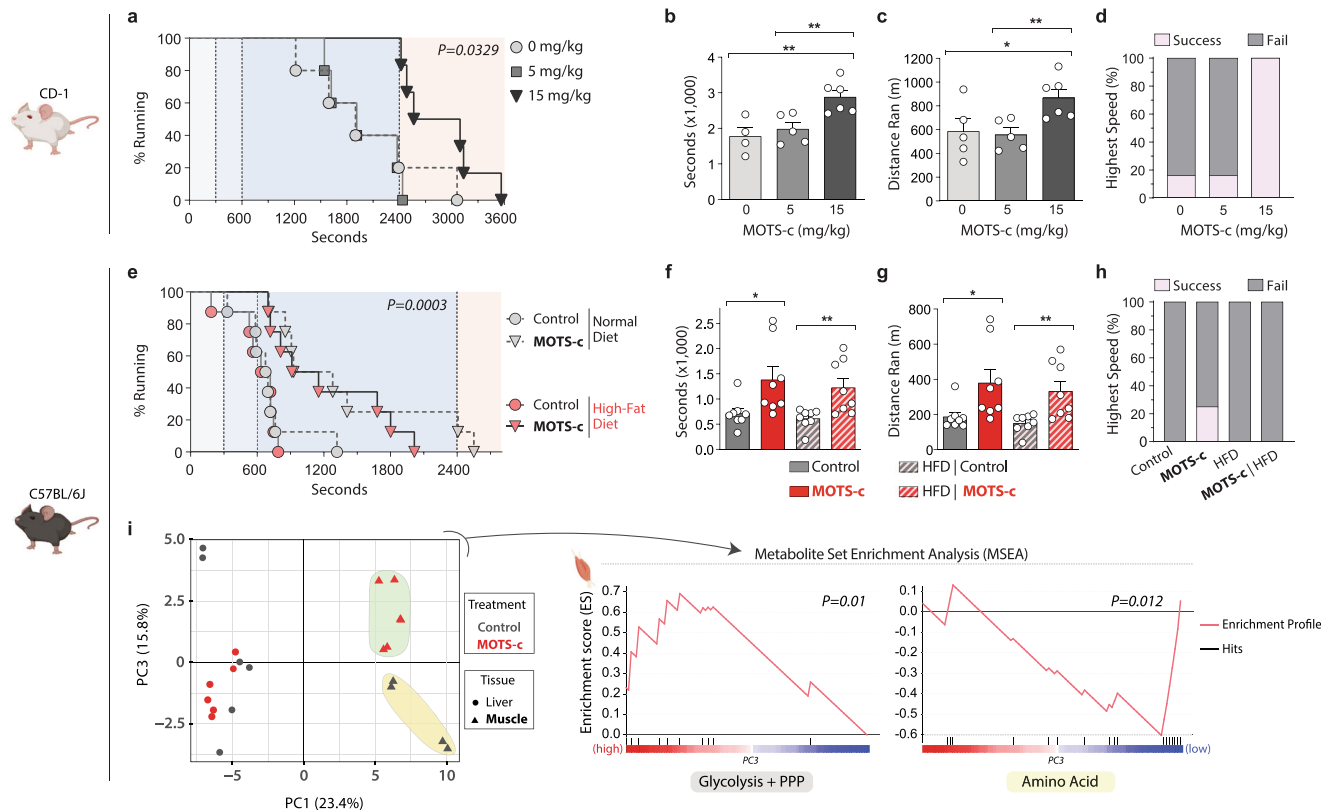 CD-1
a
% Running
100
80
60
40
20
0
P=0.0329
0 mg/kg
5 mg/kg
15 mg/kg
0 600 1200 1800 2400 3000 3600
Seconds
b
**
**
Seconds (x1,000)
4
3
2
1
0
0 5 15
MOTS-c (mg/kg)
c
**
*
Distance Ran (m)
1200
1000
800
600
400
200
0
0 5 15
MOTS-c (mg/kg)
d
Success Fail
Highest Speed (%)
100
80
60
40
20
0
0 5 15
MOTS-c (mg/kg)
C57BL/6J
e
% Running
100
80
60
40
20
0
P=0.0003
Control
MOTS-c
Normal
Diet
Control
MOTS-c
High-Fat
Diet
0 600 1200 1800 2400
Seconds
f
* **
Seconds (x1,000)
2.5
2.0
1.5
1.0
0.5
0.0
g
* **
Distance Ran (m)
800
600
400
200
0
Control
MOTS-c
HFD | Control
HFD | MOTS-c
h
Success Fail
Highest Speed (%)
100
80
60
40
20
0
Control
MOTS-c
HFD
MOTS-c | HFD
i
PC3 (15.8%)
5.0
2.5
0
−2.5
−5 0 5 10
PC1 (23.4%)
Treatment
Control
MOTS-c
Tissue
Liver
Muscle
Metabolite Set Enrichment Analysis (MSEA)
Enrichment score (ES)
0.7
0.6
0.5
0.4
0.3
0.2
0.1
0.0
P=0.01
(high)
PC3
Glycolysis + PPP
0.0
-0.1
-0.2
-0.3
-0.4
-0.5
-0.6
P=0.012
(low)
PC3
Amino Acid
Enrichment Profile
Hits